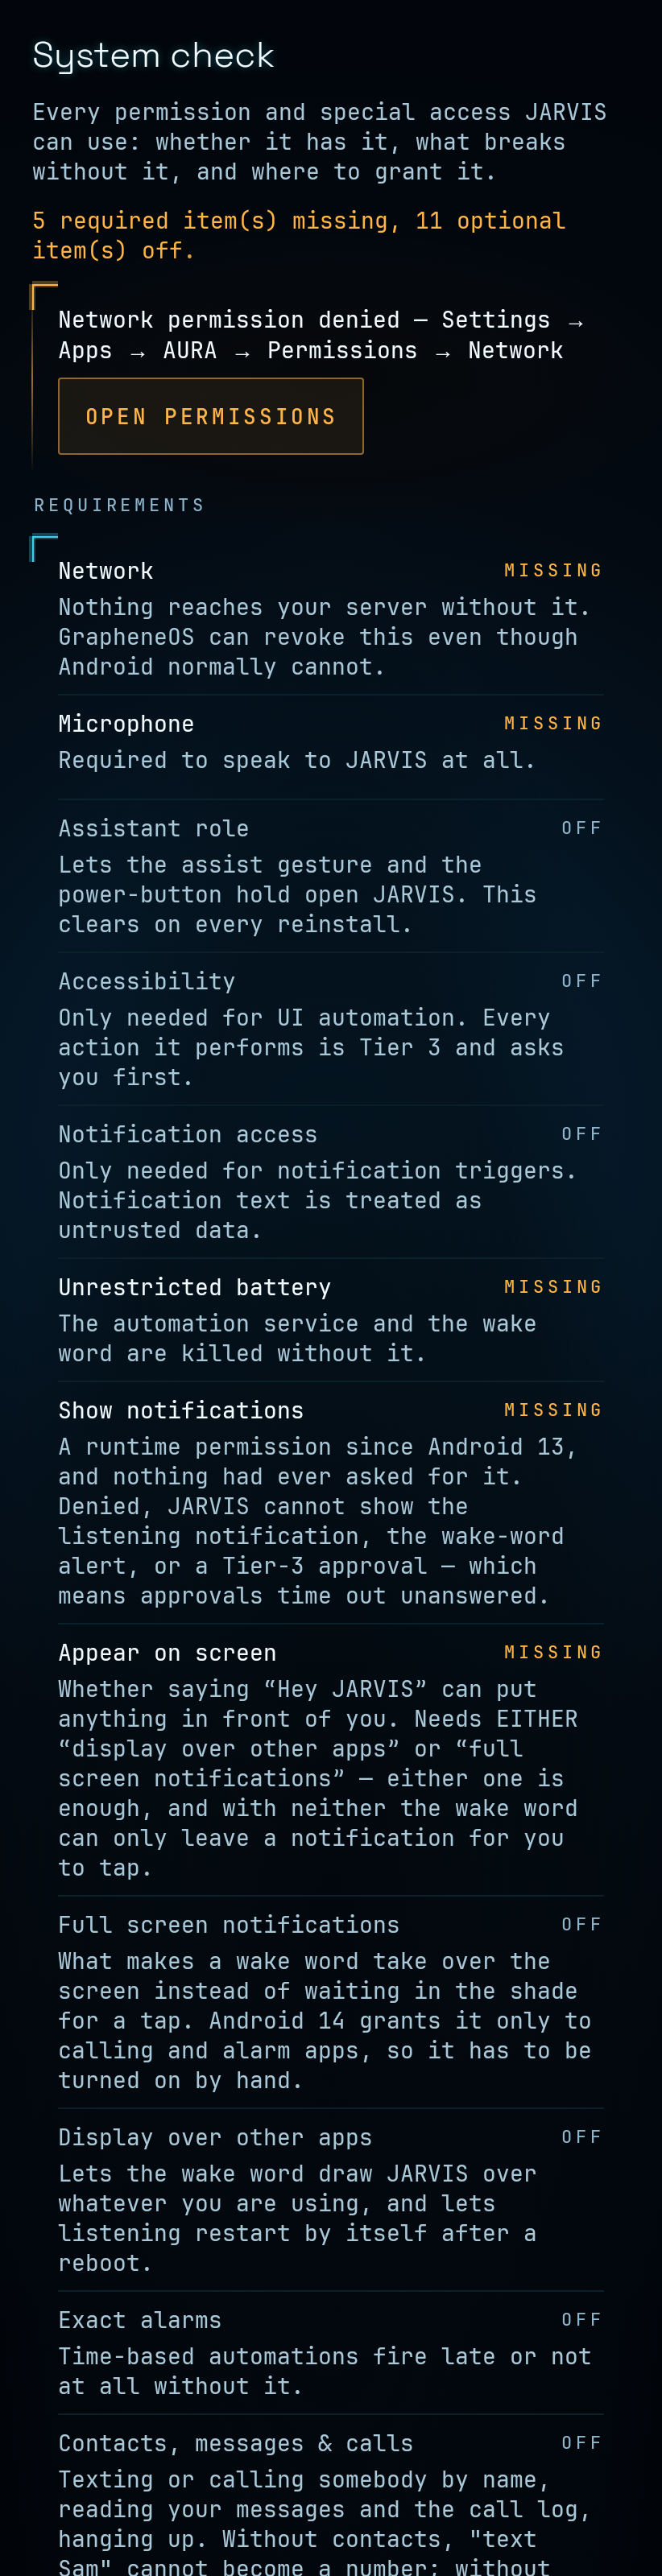 System check
Every permission and special access JARVIS
can use: whether it has it, what breaks
without it, and where to grant it.
5 required item(s) missing, 11 optional
item(s) off.
Network permission denied — Settings →
Apps → AURA → Permissions → Network
OPEN PERMISSIONS
REQUIREMENTS
Network MISSING
Nothing reaches your server without it.
GrapheneOS can revoke this even though
Android normally cannot.
Microphone MISSING
Required to speak to JARVIS at all.
Assistant role OFF
Lets the assist gesture and the
power-button hold open JARVIS. This
clears on every reinstall.
Accessibility OFF
Only needed for UI automation. Every
action it performs is Tier 3 and asks
you first.
Notification access OFF
Only needed for notification triggers.
Notification text is treated as
untrusted data.
Unrestricted battery MISSING
The automation service and the wake
word are killed without it.
Show notifications MISSING
A runtime permission since Android 13,
and nothing had ever asked for it.
Denied, JARVIS cannot show the
listening notification, the wake-word
alert, or a Tier-3 approval — which
means approvals time out unanswered.
Appear on screen MISSING
Whether saying “Hey JARVIS” can put
anything in front of you. Needs EITHER
“display over other apps” or “full
screen notifications” — either one is
enough, and with neither the wake word
can only leave a notification for you
to tap.
Full screen notifications OFF
What makes a wake word take over the
screen instead of waiting in the shade
for a tap. Android 14 grants it only to
calling and alarm apps, so it has to be
turned on by hand.
Display over other apps OFF
Lets the wake word draw JARVIS over
whatever you are using, and lets
listening restart by itself after a
reboot.
Exact alarms OFF
Time-based automations fire late or not
at all without it.
Contacts, messages & calls OFF
Texting or calling somebody by name,
reading your messages and the call log,
hanging up. Without contacts, "text
Sam" cannot become a number; without